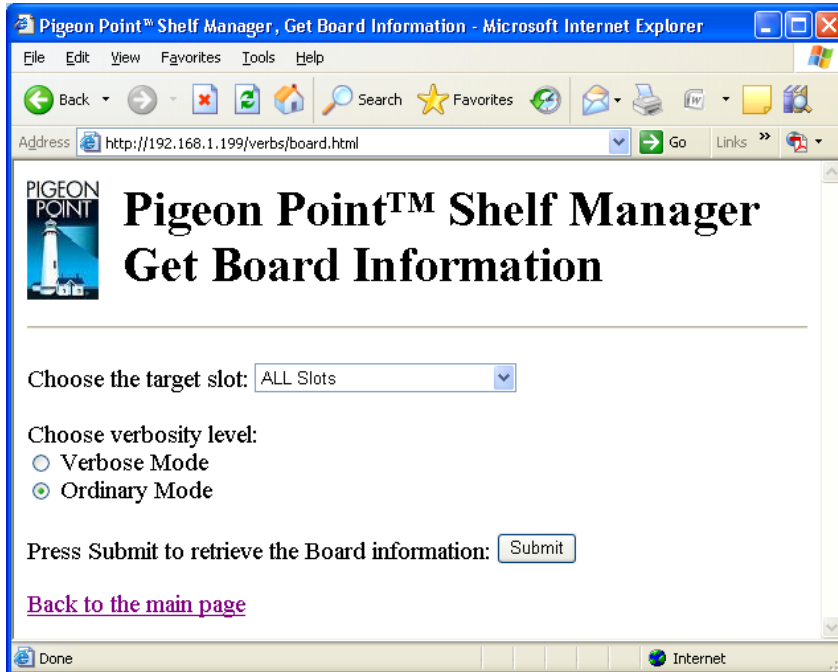 Pigeon Point™ Shelf Manager, Get Board Information - Microsoft Internet Explorer
File Edit View Favorites Tools Help
Back Search Favorites
Address http://192.168.1.199/verbs/board.html Go Links »
PIGEON
POINT
Pigeon Point™ Shelf Manager
Get Board Information
Choose the target slot: ALL Slots
Choose verbosity level:
Verbose Mode
Ordinary Mode
Press Submit to retrieve the Board information: Submit
Back to the main page
Done Internet